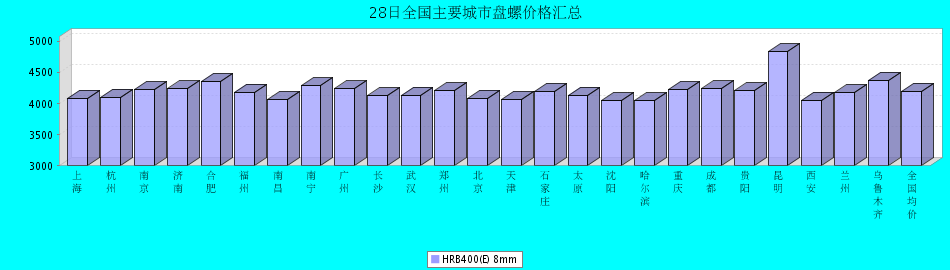 28日全国主要城市盘螺价格汇总
5000
4500
4000
3500
3000
上海
杭州
南京
济南
合肥
福州
南昌
南宁
广州
长沙
武汉
郑州
北京
天津
石家庄
太原
沈阳
哈尔滨
重庆
成都
贵阳
昆明
西安
兰州
乌鲁木齐
全国均价
HRB400(E) 8mm